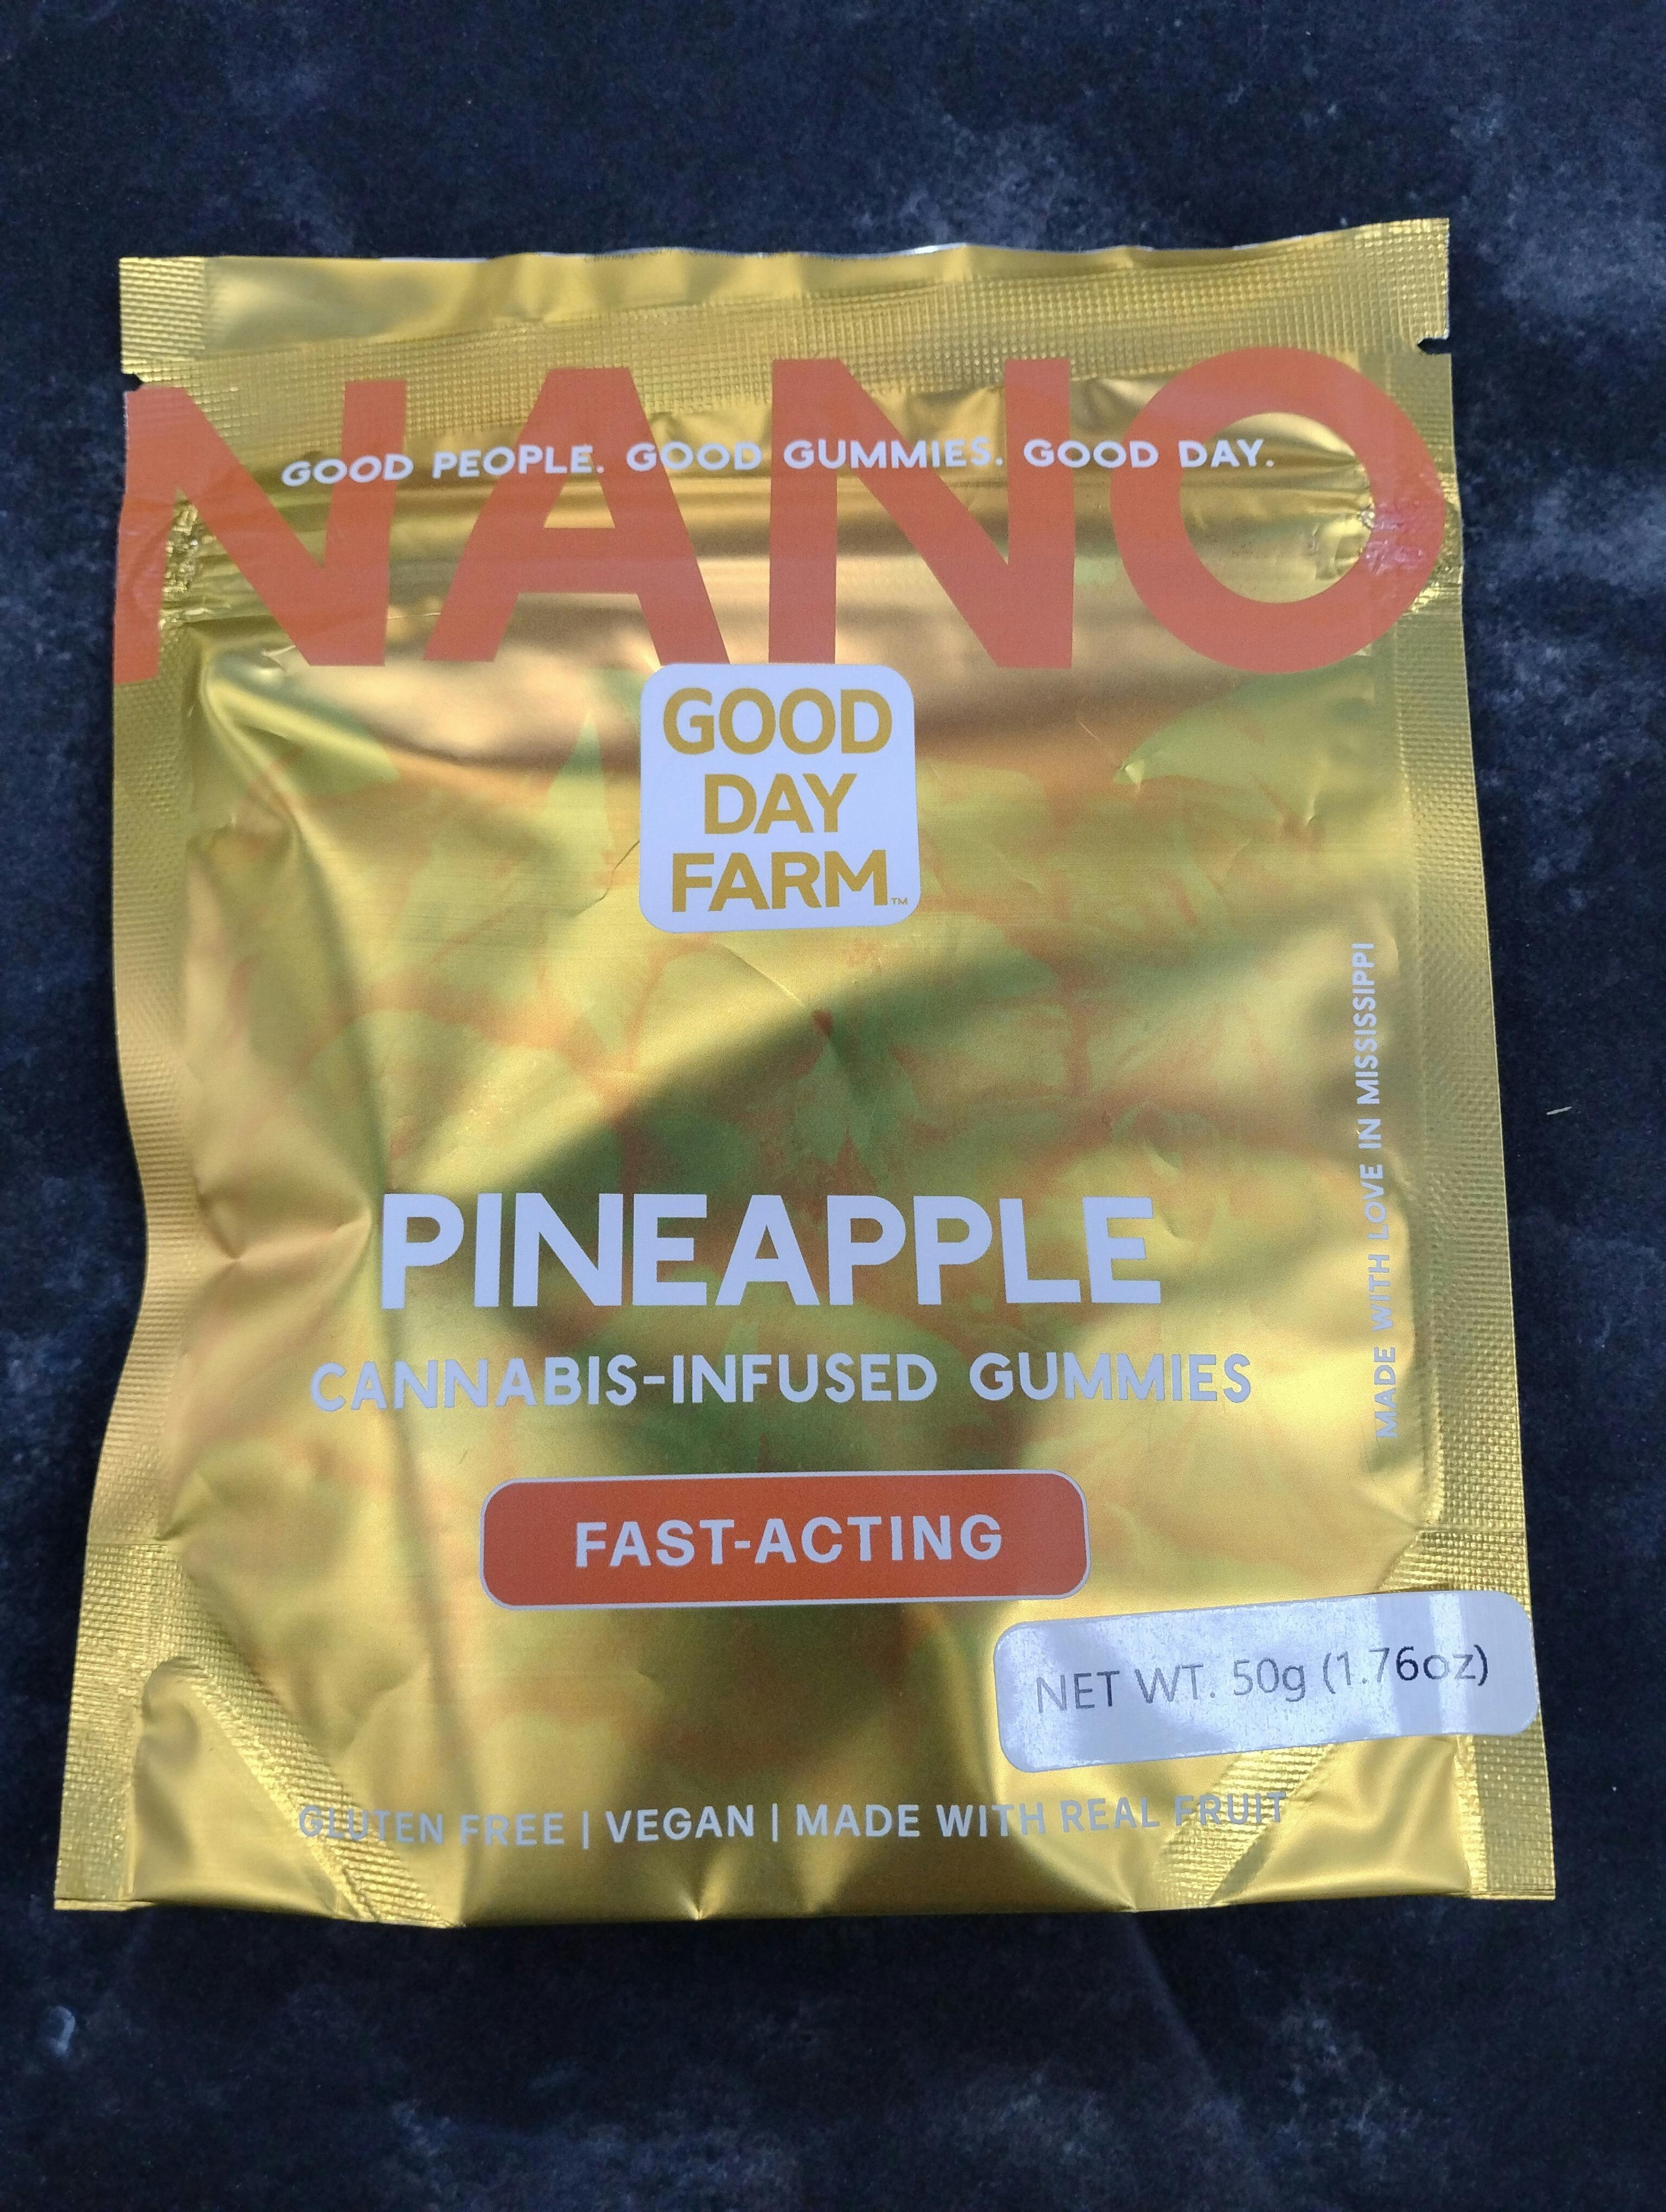 NANO
GOOD PEOPLE. GOOD GUMMIES. GOOD DAY.
GOOD
DAY
FARM™
MADE WITH LOVE IN MISSISSIPPI
PINEAPPLE
CANNABIS-INFUSED GUMMIES
FAST-ACTING
NET WT. 50g (1.76oz)
GLUTEN FREE | VEGAN | MADE WITH REAL FRUIT